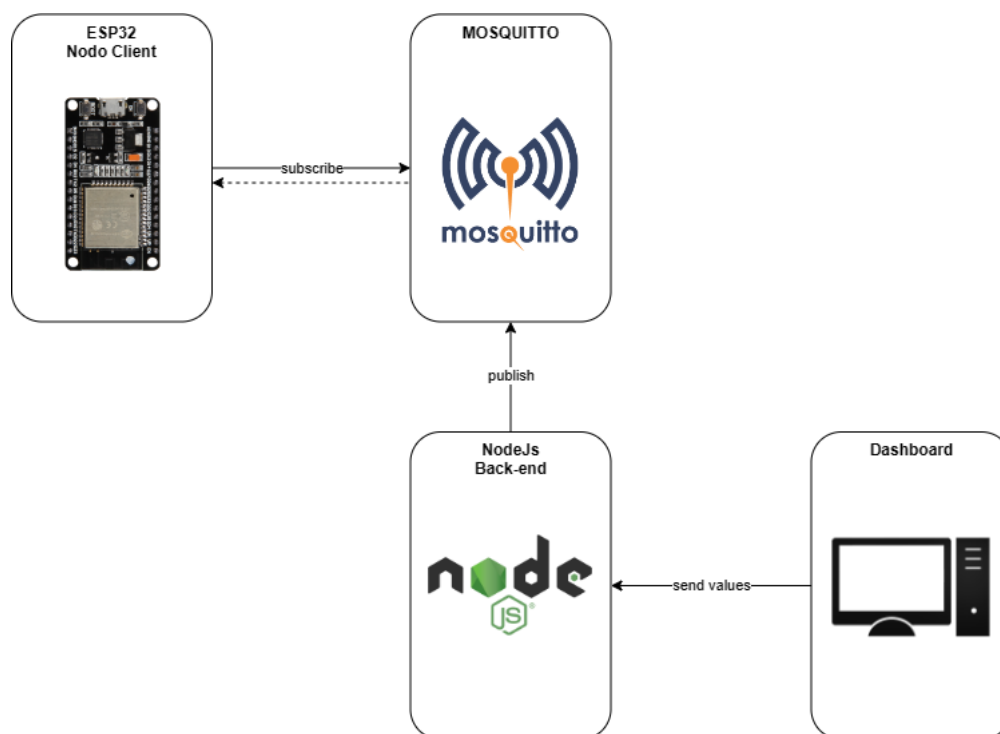 ESP32
Nodo Client
MOSQUITTO
subscribe
mosquitto
publish
NodeJs
Back-end
Dashboard
node
JS
®
send values